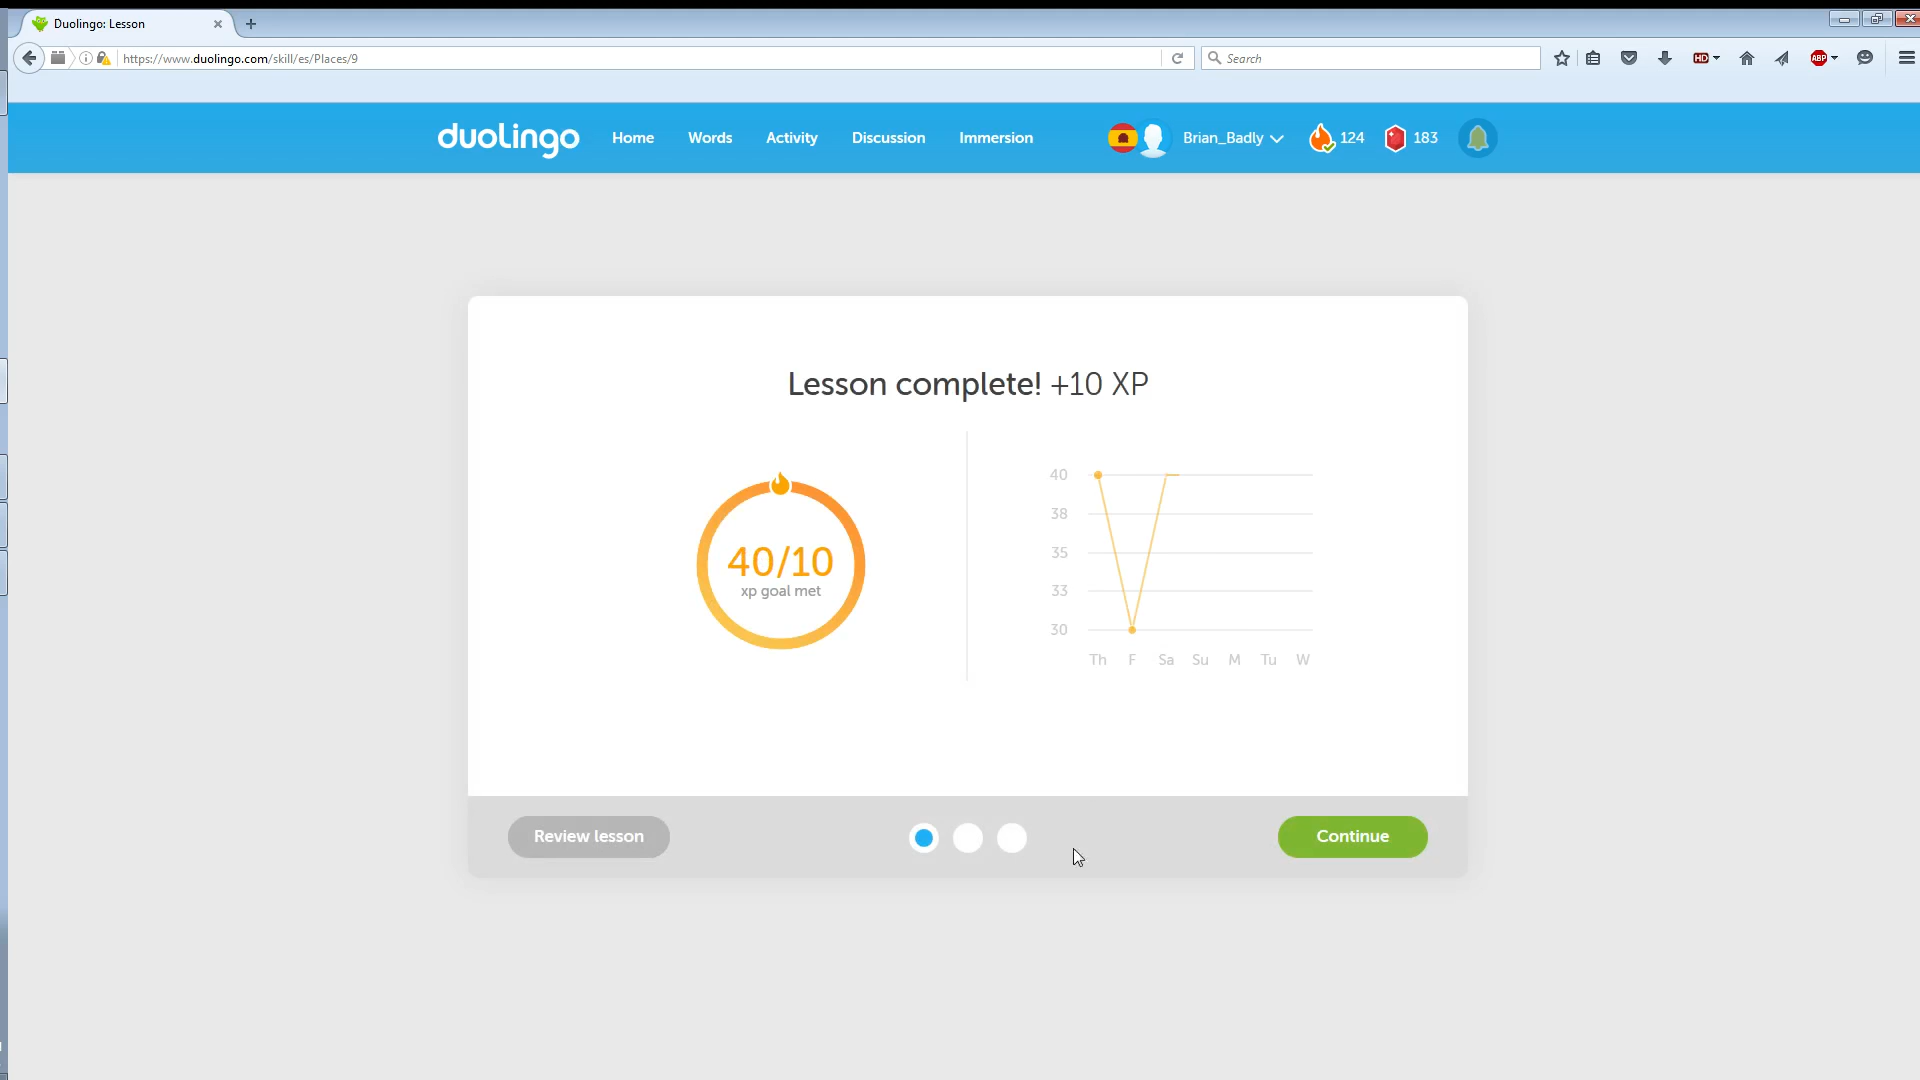 Duolingo: Lesson
https://www.duolingo.com/skill/es/Places/9
Search
HD
ABP
duolingo
Home
Words
Activity
Discussion
Immersion
Brian_Badly
124
183
Lesson complete! +10 XP
40/10
xp goal met
40
38
35
33
30
Th F Sa Su M Tu W
Review lesson
Continue